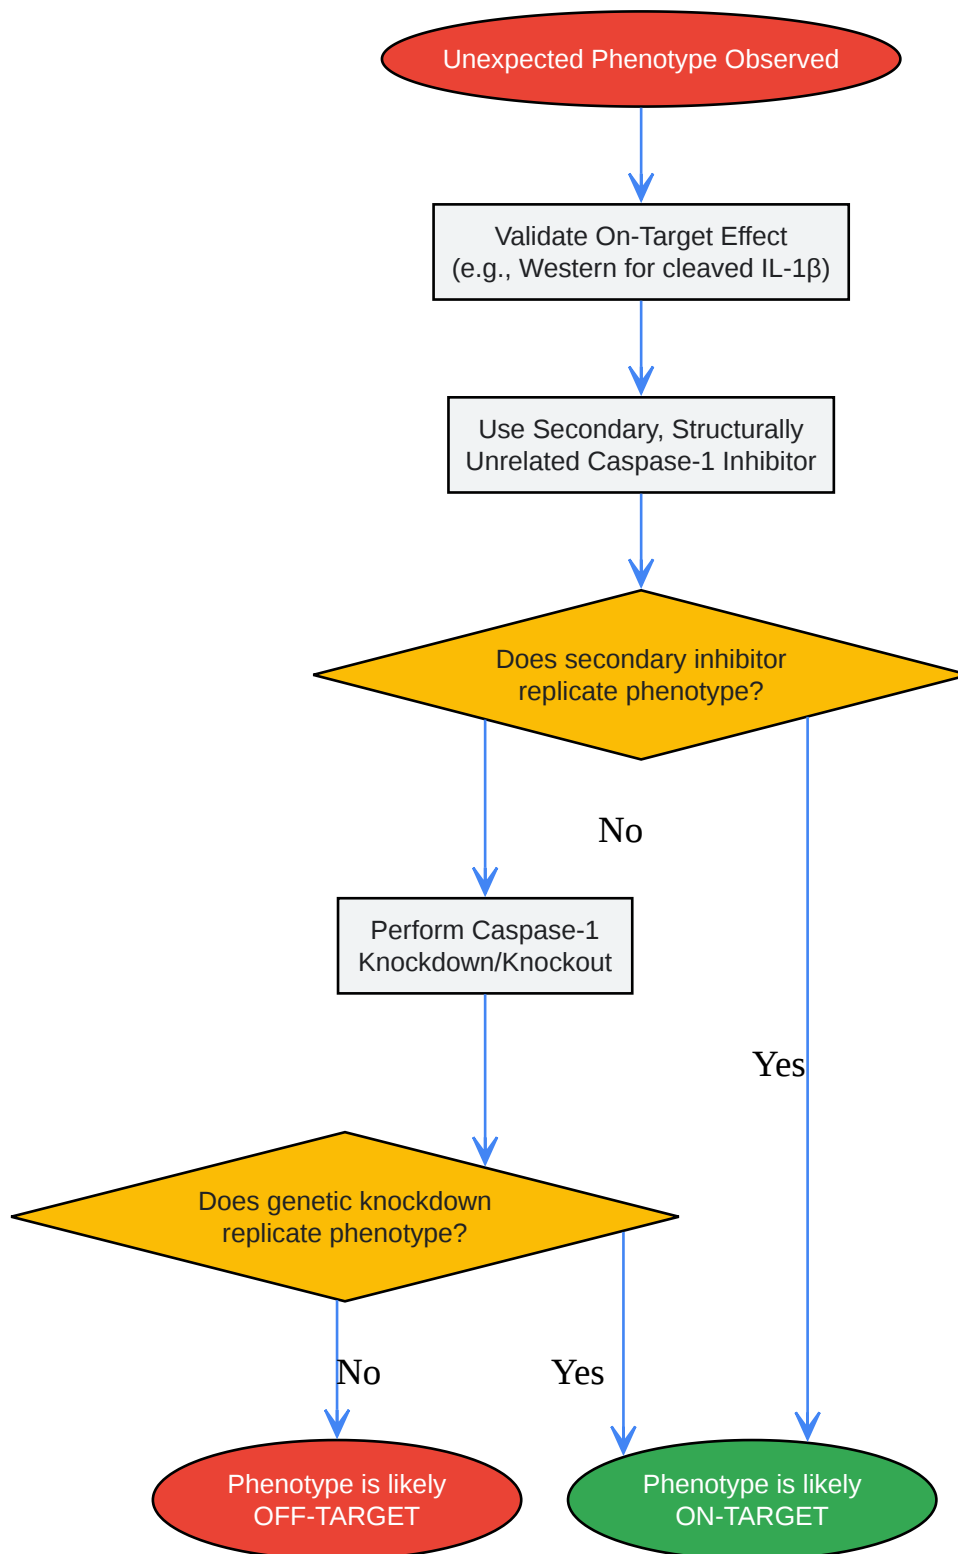 Unexpected Phenotype Observed
Validate On-Target Effect
(e.g., Western for cleaved IL-1β)
Use Secondary, Structurally
Unrelated Caspase-1 Inhibitor
Does secondary inhibitor
replicate phenotype?
No
Perform Caspase-1
Knockdown/Knockout
Yes
Does genetic knockdown
replicate phenotype?
No
Yes
Phenotype is likely
OFF-TARGET
Phenotype is likely
ON-TARGET